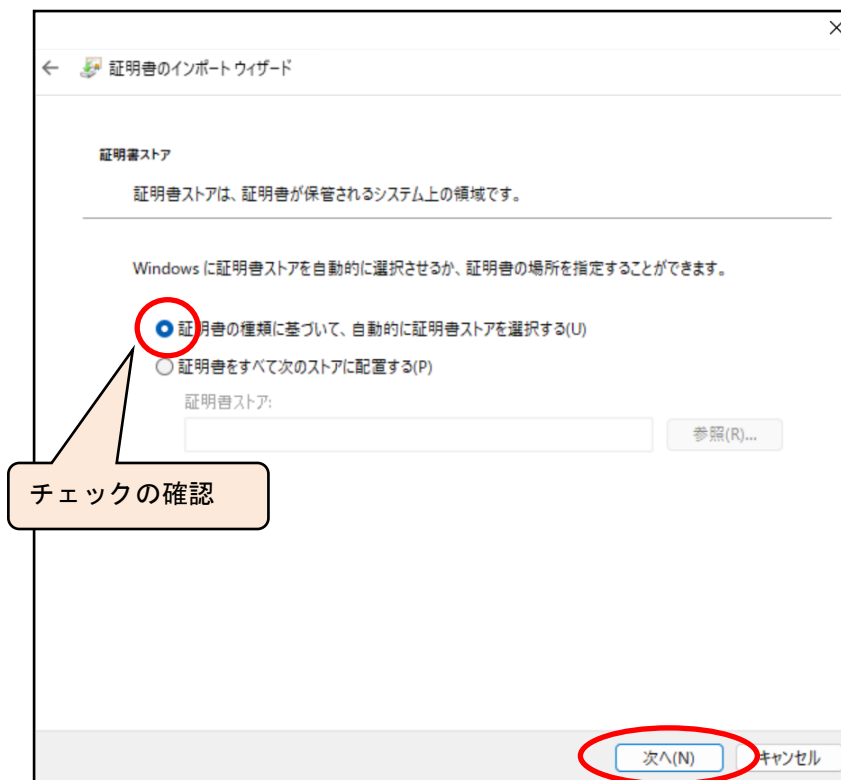 証明書のインポート ウィザード
証明書ストア
証明書ストアは、証明書が保管されるシステム上の領域です。
Windows に証明書ストアを自動的に選択させるか、証明書の場所を指定することができます。
証明書の種類に基づいて、自動的に証明書ストアを選択する(U)
証明書をすべて次のストアに配置する(P)
証明書ストア:
参照(R)...
チェックの確認
次へ(N)
キャンセル